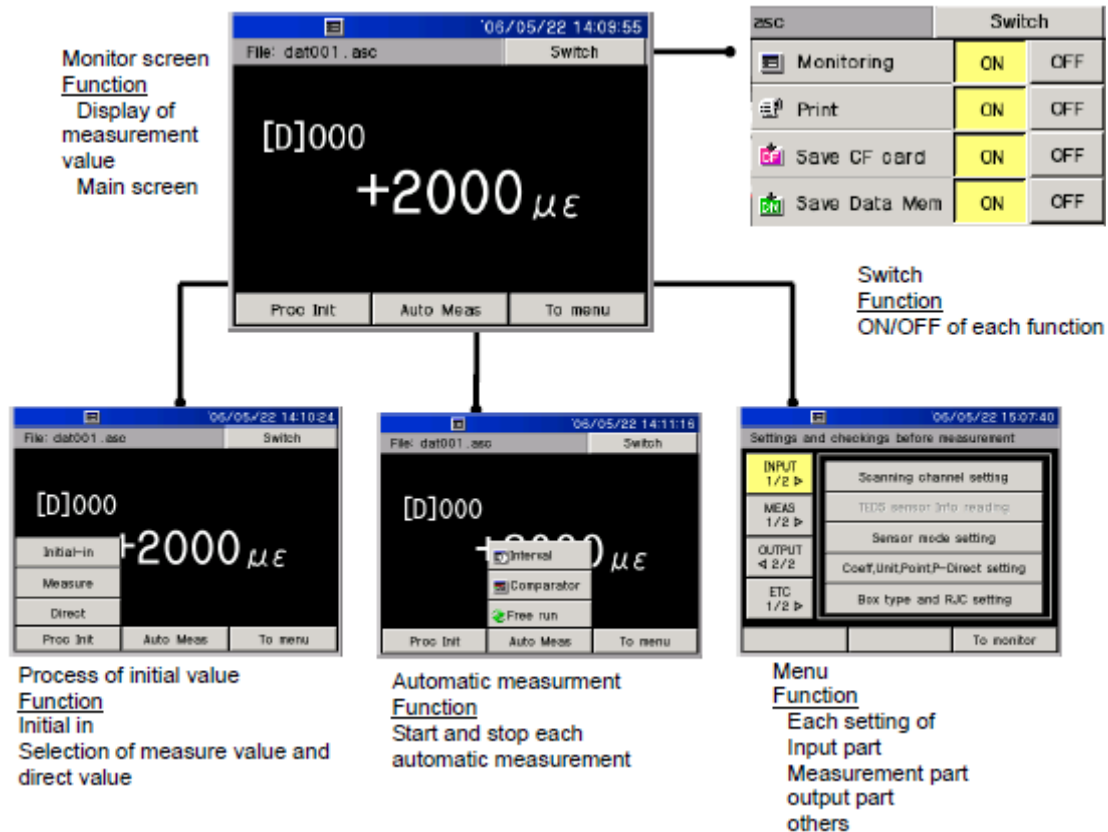 Monitor screen
Function
Display of
measurement
value
Main screen
'06/05/22 14:09:55
File: dat001.asc
Switch
[D]000
+2000 με
Proc Init
Auto Meas
To menu
asc
Switch
Monitoring
ON
OFF
Print
ON
OFF
CF
Save CF card
ON
OFF
DM
Save Data Mem
ON
OFF
Switch
Function
ON/OFF of each function
'06/05/22 14:10:24
File: dat001.asc
Switch
[D]000
+2000 με
Initial-in
Measure
Direct
Proc Init
Auto Meas
To menu
Process of initial value
Function
Initial in
Selection of measure value and
direct value
'06/05/22 14:11:16
File: dat001.asc
Switch
[D]000
με
Interval
Comparator
Free run
Proc Init
Auto Meas
To menu
Automatic measurment
Function
Start and stop each
automatic measurement
'06/05/22 15:07:40
Settings and checkings before measurement
INPUT
1/2 ▷
MEAS
1/2 ▷
OUTPUT
◁ 2/2
ETC
1/2 ▷
Scanning channel setting
TEDS sensor Info reading
Sensor mode setting
Coeff,Unit,Point,P-Direct setting
Box type and RJC setting
To monitor
Menu
Function
Each setting of
Input part
Measurement part
output part
others